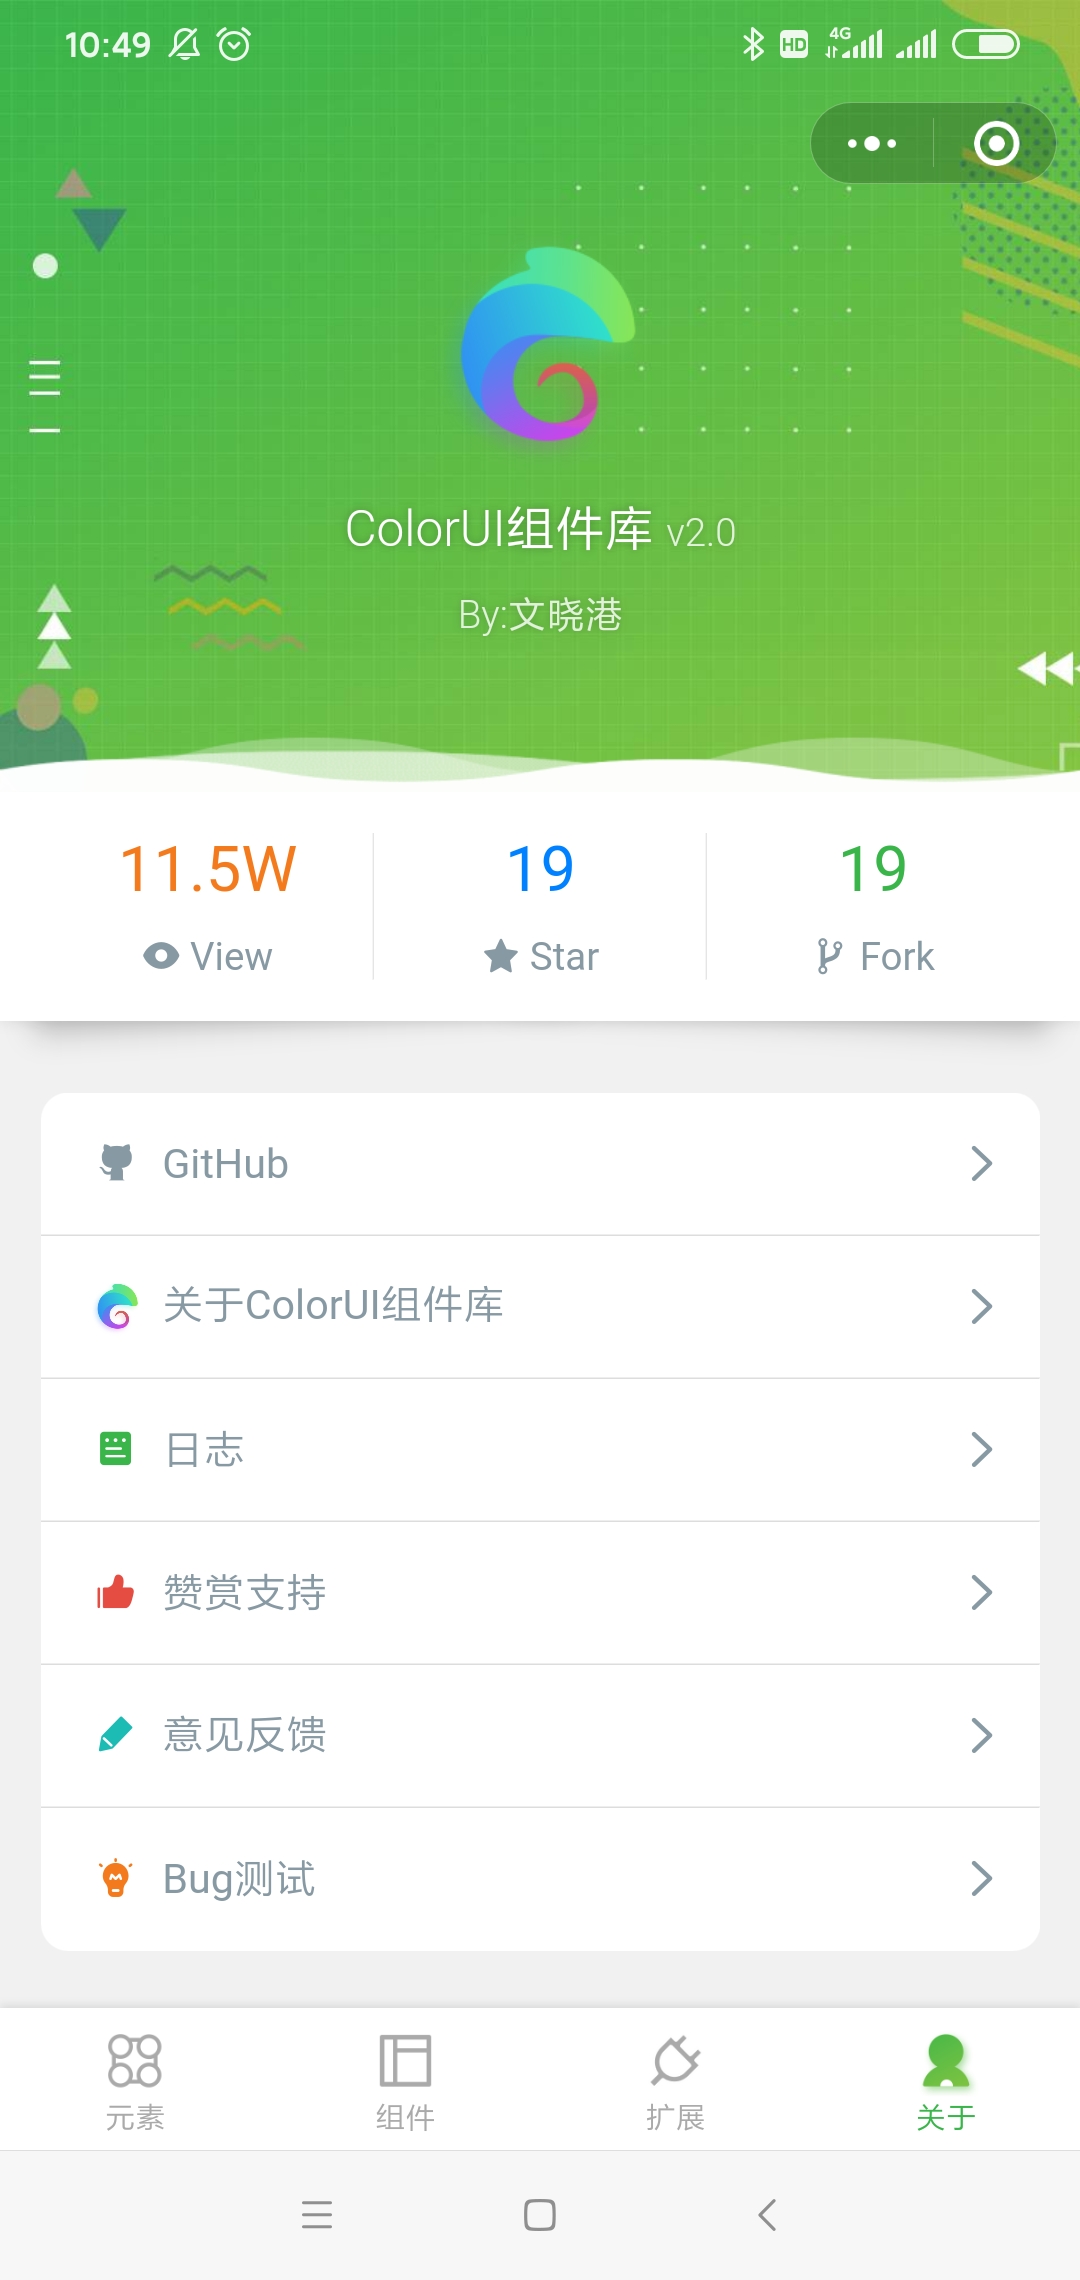 10:49 HD 4G
ColorUI组件库 v2.0
By:文晓港
11.5W 19 19
View Star Fork
GitHub
关于ColorUI组件库
日志
赞赏支持
意见反馈
Bug测试
元素 组件 扩展 关于